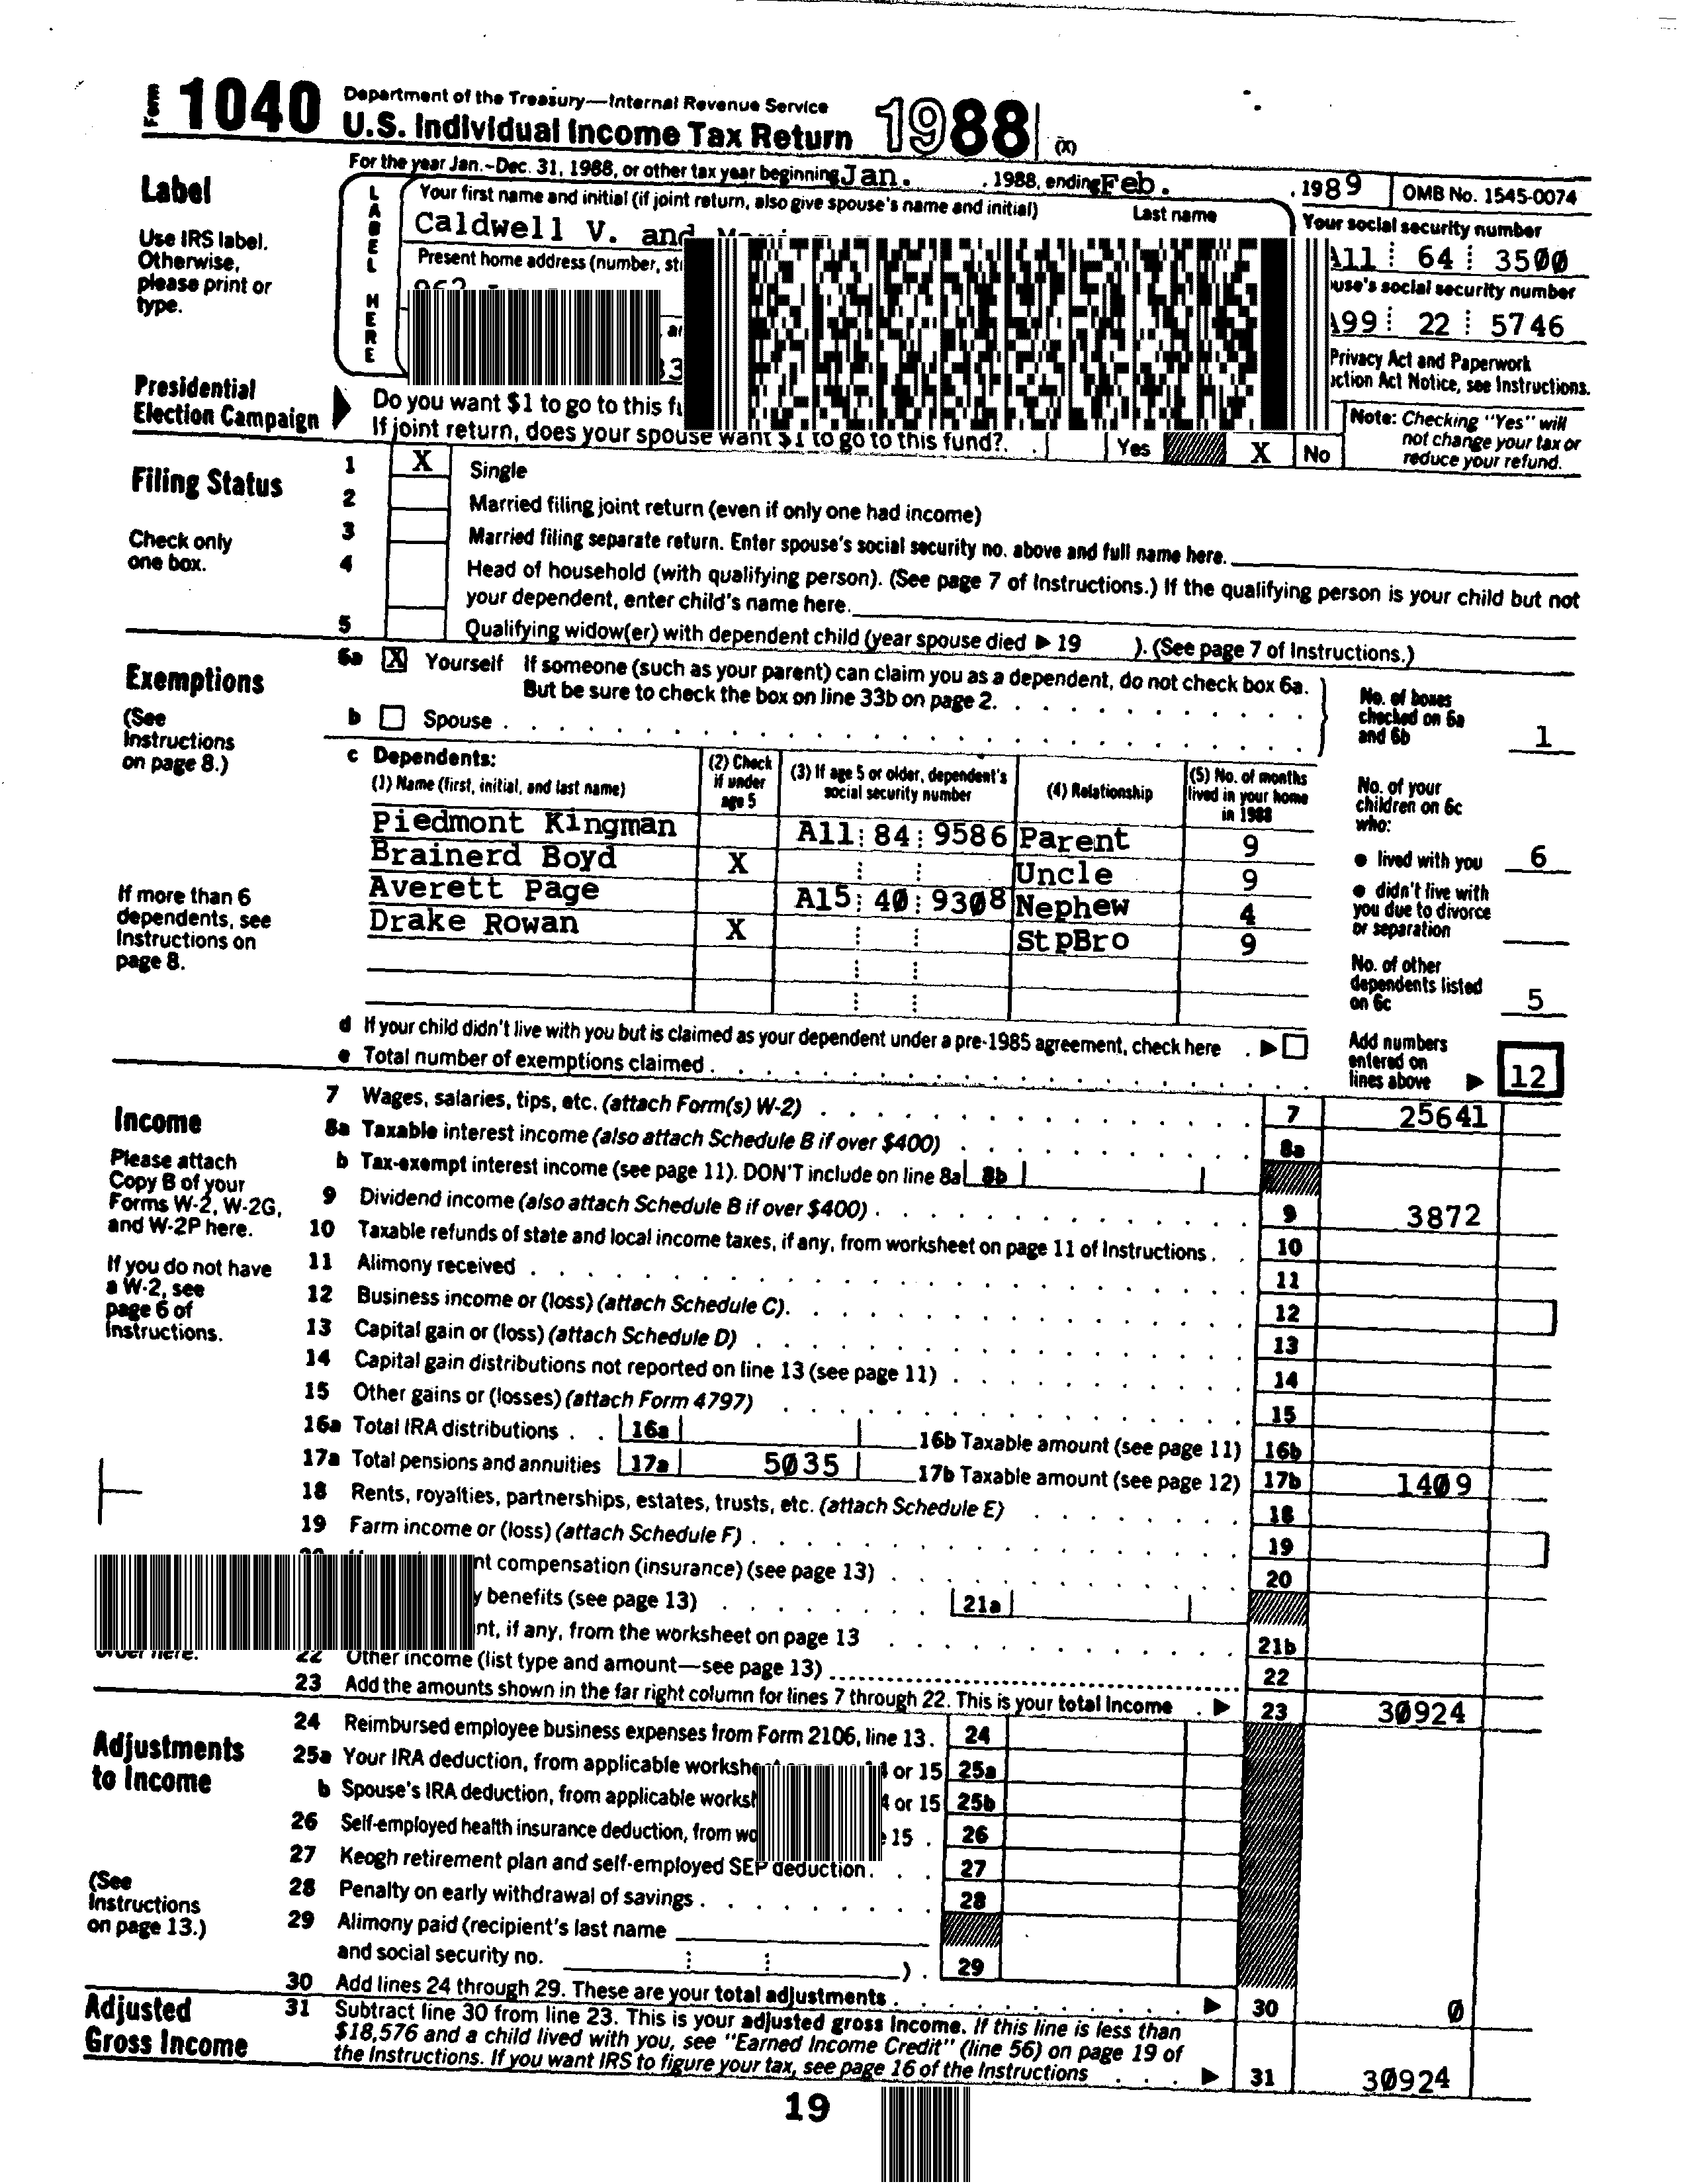 Form 1040 Department of the Treasury—Internal Revenue Service
U.S. Individual Income Tax Return 1988 (X)
For the year Jan.–Dec. 31, 1988, or other tax year beginning Jan. , 1988, ending Feb. , 1989 OMB No. 1545-0074
Label
Use IRS label.
Otherwise,
please print or
type.
LABEL HERE
Your first name and initial (if joint return, also give spouse's name and initial) Last name
Caldwell V. and
Present home address (number,
Your social security number
A11 64 3500
social security number
A99 22 5746
Privacy Act and Paperwork
Act Notice, see Instructions.
Presidential
Election Campaign
Do you want $1 to go to this
If joint return, does your spouse want $1 to go to this fund?. . Yes X No
Note: Checking "Yes" will
not change your tax or
reduce your refund.
Filing Status
Check only
one box.
1 X Single
2 Married filing joint return (even if only one had income)
3 Married filing separate return. Enter spouse's social security no. above and full name here.
4 Head of household (with qualifying person). (See page 7 of Instructions.) If the qualifying person is your child but not
your dependent, enter child's name here.
5 Qualifying widow(er) with dependent child (year spouse died ▶ 19 ). (See page 7 of Instructions.)
Exemptions
(See
Instructions
on page 8.)
If more than 6
dependents, see
Instructions on
page 8.
6a X Yourself If someone (such as your parent) can claim you as a dependent, do not check box 6a.
But be sure to check the box on line 33b on page 2.
b Spouse
No. of boxes
checked on 6a
and 6b 1
c Dependents:
(1) Name (first, initial, and last name) (2) Check if under age 5 (3) If age 5 or older, dependent's social security number (4) Relationship (5) No. of months lived in your home in 1988
Piedmont Kingman A11 84 9586 Parent 9
Brainerd Boyd X Uncle 9
Averett Page A15 40 9308 Nephew 4
Drake Rowan X StpBro 9
No. of your
children on 6c
who:
● lived with you 6
● didn't live with
you due to divorce
or separation
No. of other
dependents listed
on 6c 5
d If your child didn't live with you but is claimed as your dependent under a pre-1985 agreement, check here . ▶
e Total number of exemptions claimed
Add numbers
entered on
lines above ▶ 12
Income
Please attach
Copy B of your
Forms W-2, W-2G,
and W-2P here.
If you do not have
a W-2, see
page 6 of
Instructions.
7 Wages, salaries, tips, etc. (attach Form(s) W-2) 7 25641
8a Taxable interest income (also attach Schedule B if over $400) 8a
b Tax-exempt interest income (see page 11). DON'T include on line 8a 8b
9 Dividend income (also attach Schedule B if over $400) 9 3872
10 Taxable refunds of state and local income taxes, if any, from worksheet on page 11 of Instructions 10
11 Alimony received 11
12 Business income or (loss) (attach Schedule C). 12
13 Capital gain or (loss) (attach Schedule D) 13
14 Capital gain distributions not reported on line 13 (see page 11) 14
15 Other gains or (losses) (attach Form 4797) 15
16a Total IRA distributions 16a 16b Taxable amount (see page 11) 16b
17a Total pensions and annuities 17a 5035 17b Taxable amount (see page 12) 17b 1409
18 Rents, royalties, partnerships, estates, trusts, etc. (attach Schedule E) 18
19 Farm income or (loss) (attach Schedule F) 19
compensation (insurance) (see page 13) 20
benefits (see page 13) 21a
if any, from the worksheet on page 13 21b
order here.
22 Other income (list type and amount—see page 13) 22
23 Add the amounts shown in the far right column for lines 7 through 22. This is your total income ▶ 23 30924
Adjustments
to Income
(See
Instructions
on page 13.)
24 Reimbursed employee business expenses from Form 2106, line 13. 24
25a Your IRA deduction, from applicable or 15 25a
b Spouse's IRA deduction, from applicable or 15 25b
26 Self-employed health insurance deduction, from 15 . 26
27 Keogh retirement plan and self-employed SEP deduction. 27
28 Penalty on early withdrawal of savings 28
29 Alimony paid (recipient's last name
and social security no. ). 29
30 Add lines 24 through 29. These are your total adjustments ▶ 30 0
Adjusted
Gross Income
31 Subtract line 30 from line 23. This is your adjusted gross income. If this line is less than
$18,576 and a child lived with you, see "Earned Income Credit" (line 56) on page 19 of
the Instructions. If you want IRS to figure your tax, see page 16 of the Instructions ▶ 31 30924
19